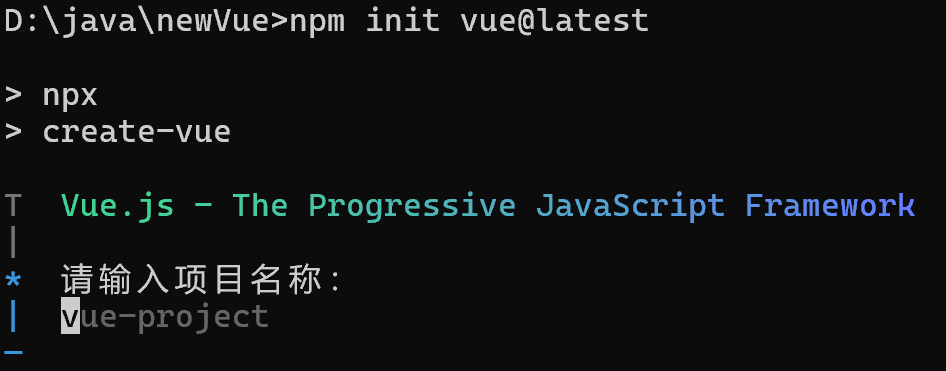 D:\java\newVue>npm init vue@latest
> npx
> create-vue
T  Vue.js - The Progressive JavaScript Framework
|
*  请输入项目名称:
|  vue-project
—